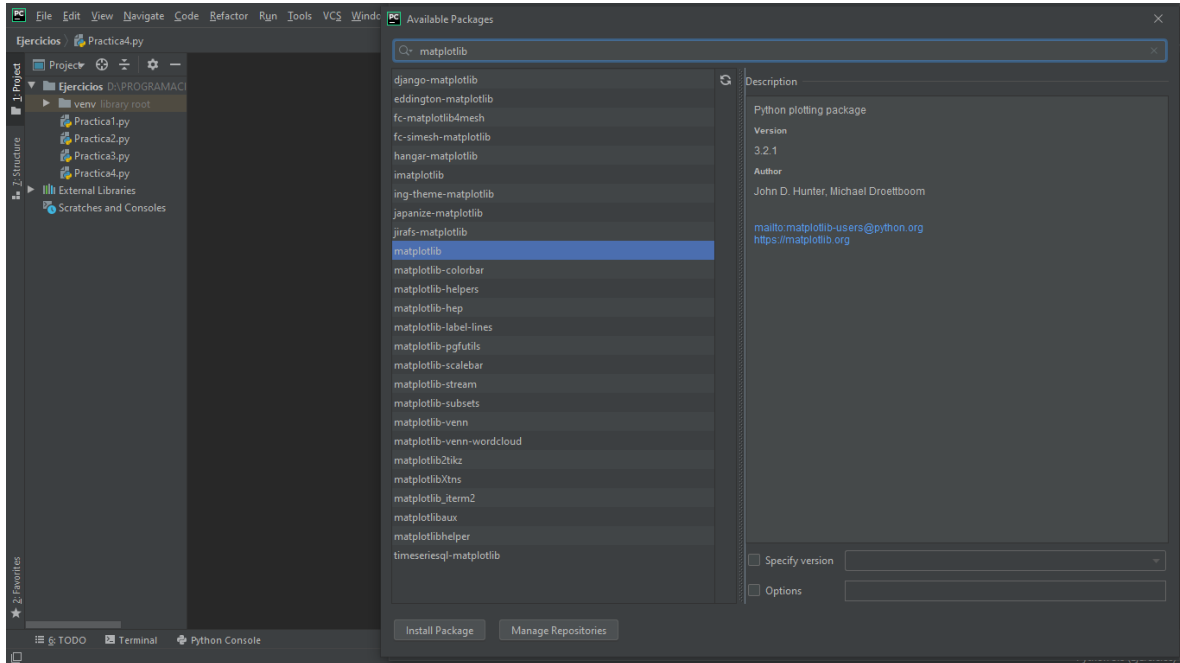 File Edit View Navigate Code Refactor Run Tools VCS Windo
Available Packages
Ejercicios Practica4.py
matplotlib
1: Project
Project
Ejercicios D:\PROGRAMACI
venv library root
Practica1.py
Practica2.py
Practica3.py
Practica4.py
External Libraries
Scratches and Consoles
7: Structure
2: Favorites
django-matplotlib
eddington-matplotlib
fc-matplotlib4mesh
fc-simesh-matplotlib
hangar-matplotlib
imatplotlib
ing-theme-matplotlib
japanize-matplotlib
jirafs-matplotlib
matplotlib
matplotlib-colorbar
matplotlib-helpers
matplotlib-hep
matplotlib-label-lines
matplotlib-pgfutils
matplotlib-scalebar
matplotlib-stream
matplotlib-subsets
matplotlib-venn
matplotlib-venn-wordcloud
matplotlib2tikz
matplotlibXtns
matplotlib_iterm2
matplotlibaux
matplotlibhelper
timeseriesql-matplotlib
Description
Python plotting package
Version
3.2.1
Author
John D. Hunter, Michael Droettboom
mailto:matplotlib-users@python.org
https://matplotlib.org
Specify version
Options
Install Package Manage Repositories
6: TODO Terminal Python Console